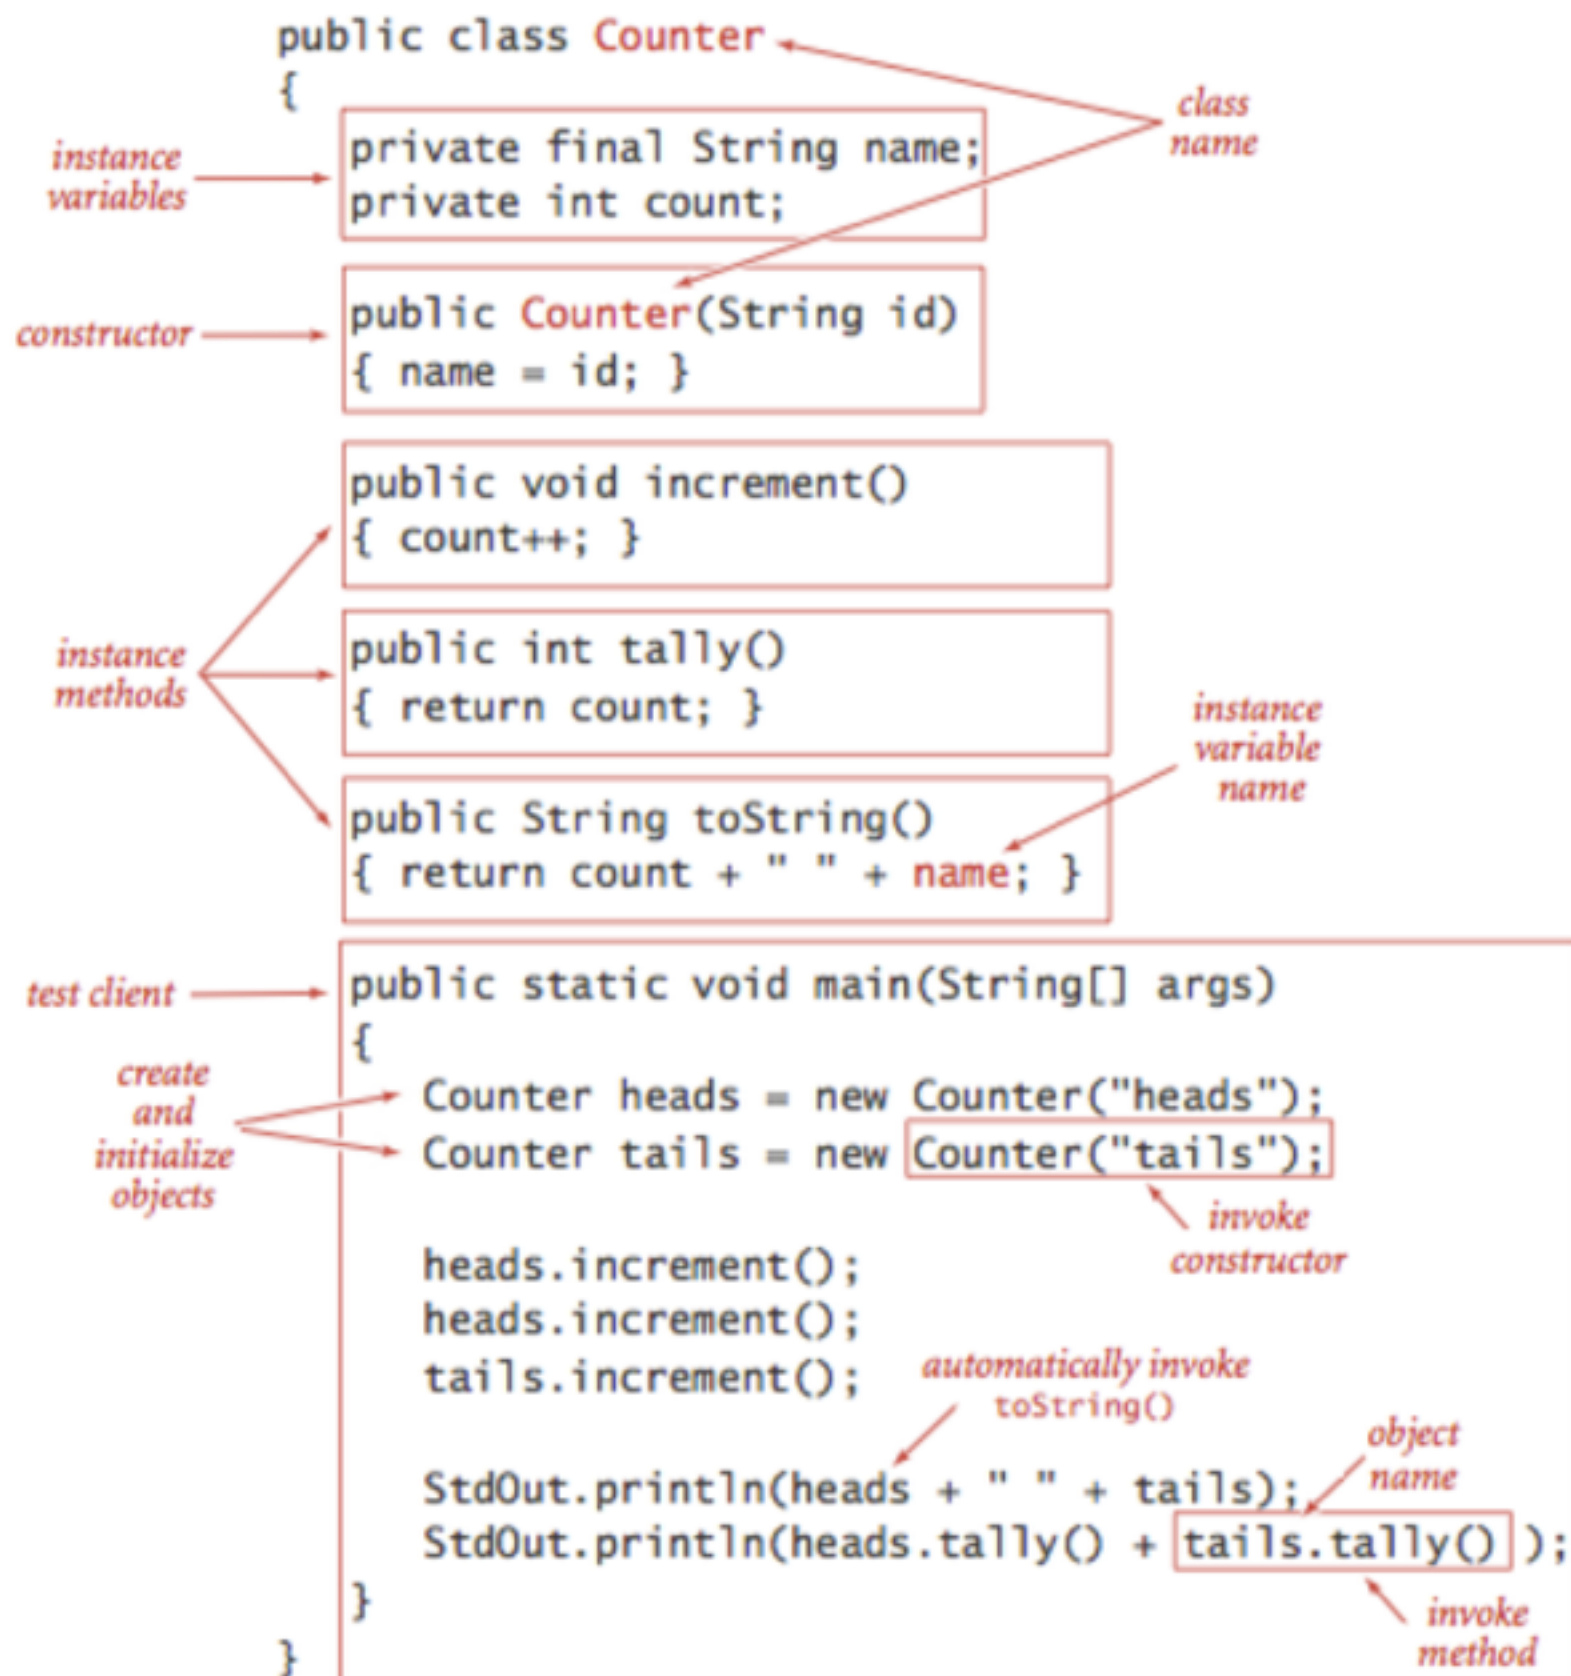 public class Counter
{
class
name
instance
variables
private final String name;
private int count;
constructor
public Counter(String id)
{ name = id; }
public void increment()
{ count++; }
instance
methods
public int tally()
{ return count; }
instance
variable
name
public String toString()
{ return count + " " + name; }
test client
public static void main(String[] args)
{
create
and
initialize
objects
Counter heads = new Counter("heads");
Counter tails = new Counter("tails");
invoke
constructor
heads.increment();
heads.increment();
tails.increment();
automatically invoke
toString()
object
name
StdOut.println(heads + " " + tails);
StdOut.println(heads.tally() + tails.tally() );
}
invoke
method
}